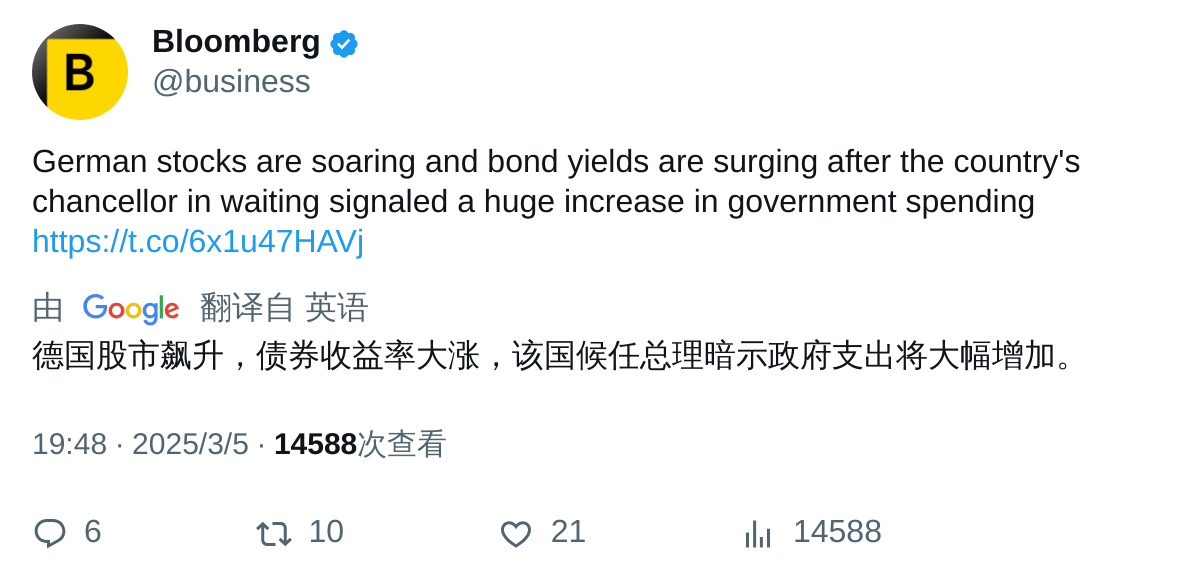 B
Bloomberg
@business
German stocks are soaring and bond yields are surging after the country's
chancellor in waiting signaled a huge increase in government spending
https://t.co/6x1u47HAVj
由 Google 翻译自 英语
德国股市飙升，债券收益率大涨，该国候任总理暗示政府支出将大幅增加。
19:48 · 2025/3/5 · 14588次查看
6 10 21 14588